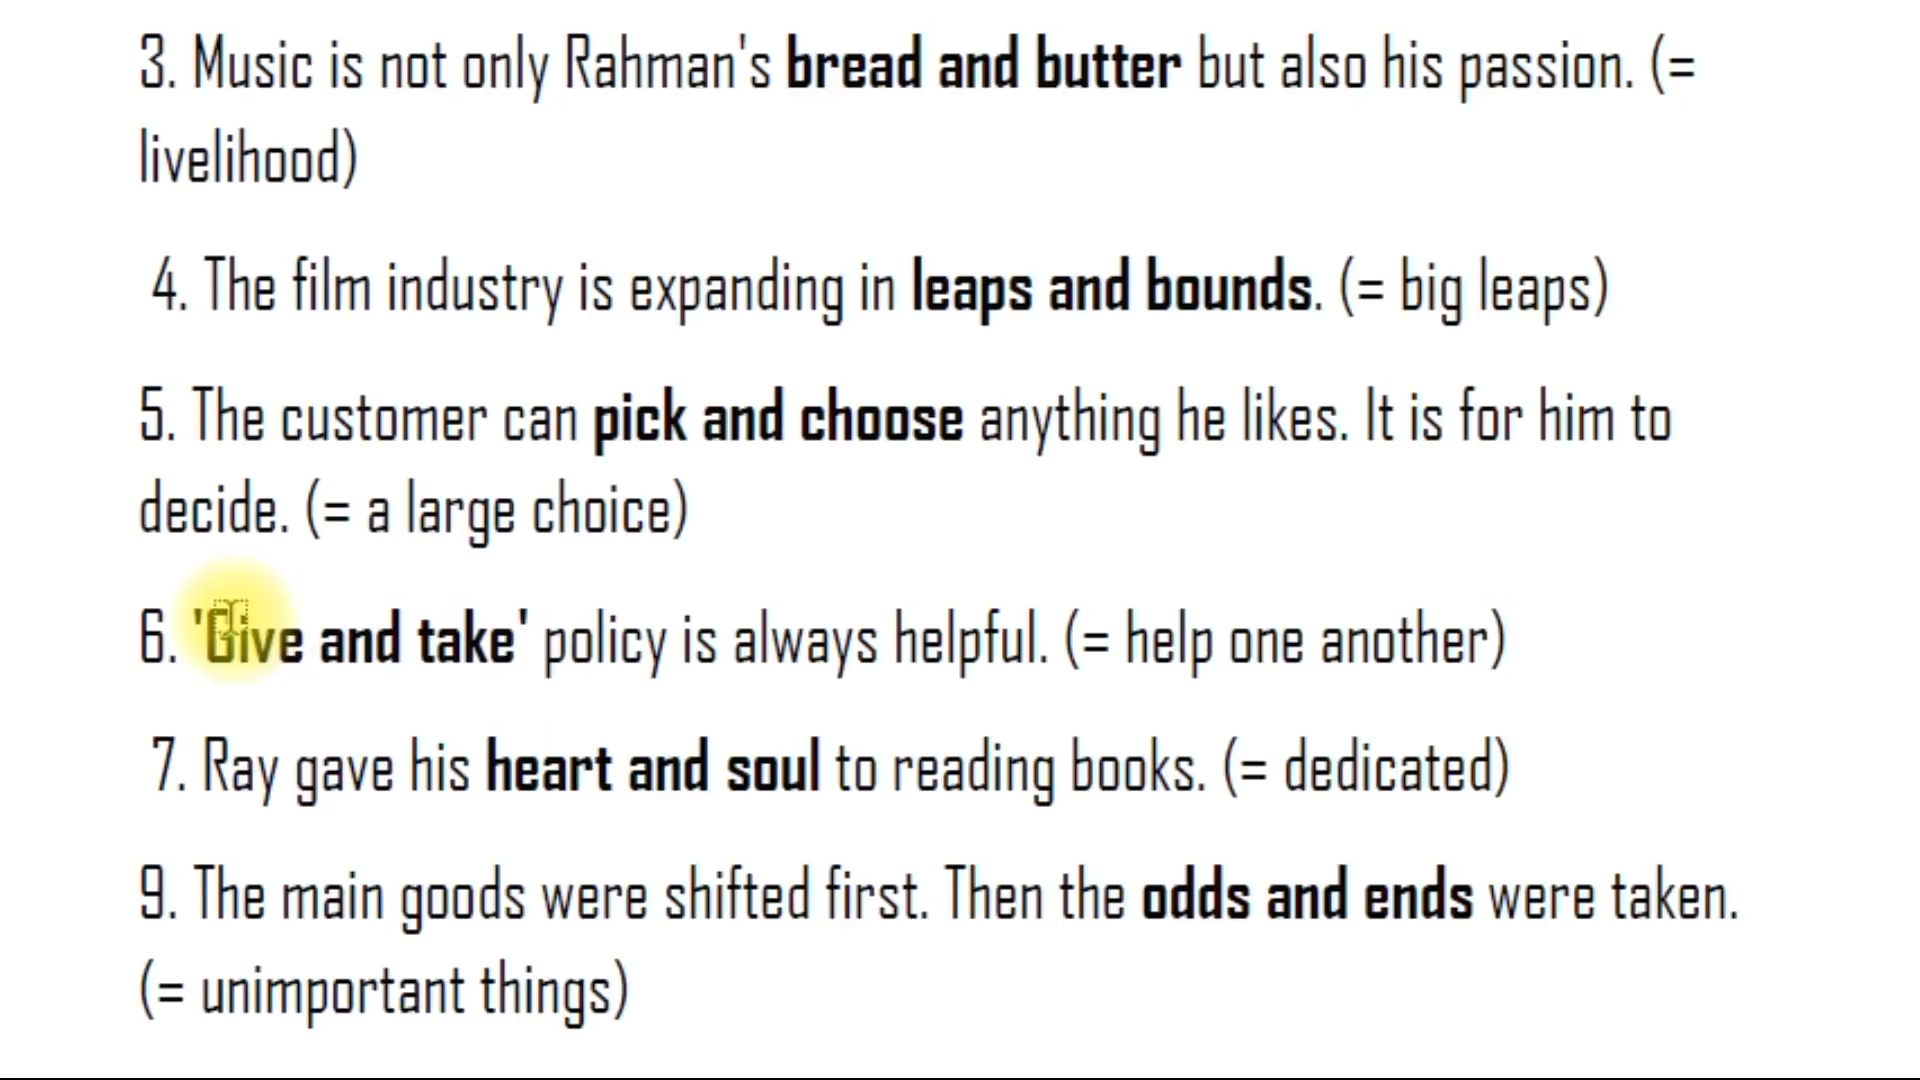 3. Music is not only Rahman's bread and butter but also his passion. (=
livelihood)
4. The film industry is expanding in leaps and bounds. (= big leaps)
5. The customer can pick and choose anything he likes. It is for him to
decide. (= a large choice)
6. 'Give and take' policy is always helpful. (= help one another)
7. Ray gave his heart and soul to reading books. (= dedicated)
9. The main goods were shifted first. Then the odds and ends were taken.
(= unimportant things)